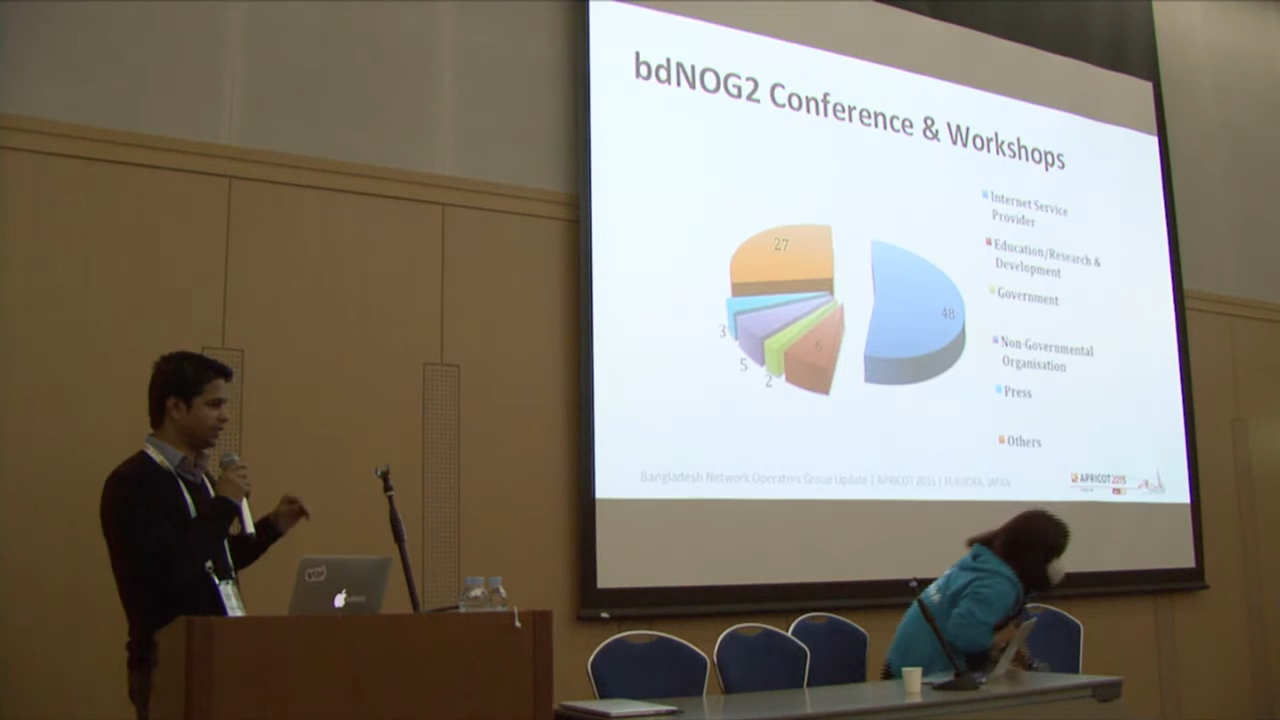 bdNOG2 Conference & Workshops
27
48
3
5
2
6
Internet Service
Provider
Education/Research &
Development
Government
Non-Governmental
Organisation
Press
Others
Bangladesh Network Operators Group Update | APRICOT 2015 | FUKUOKA, JAPAN
APRICOT 2015